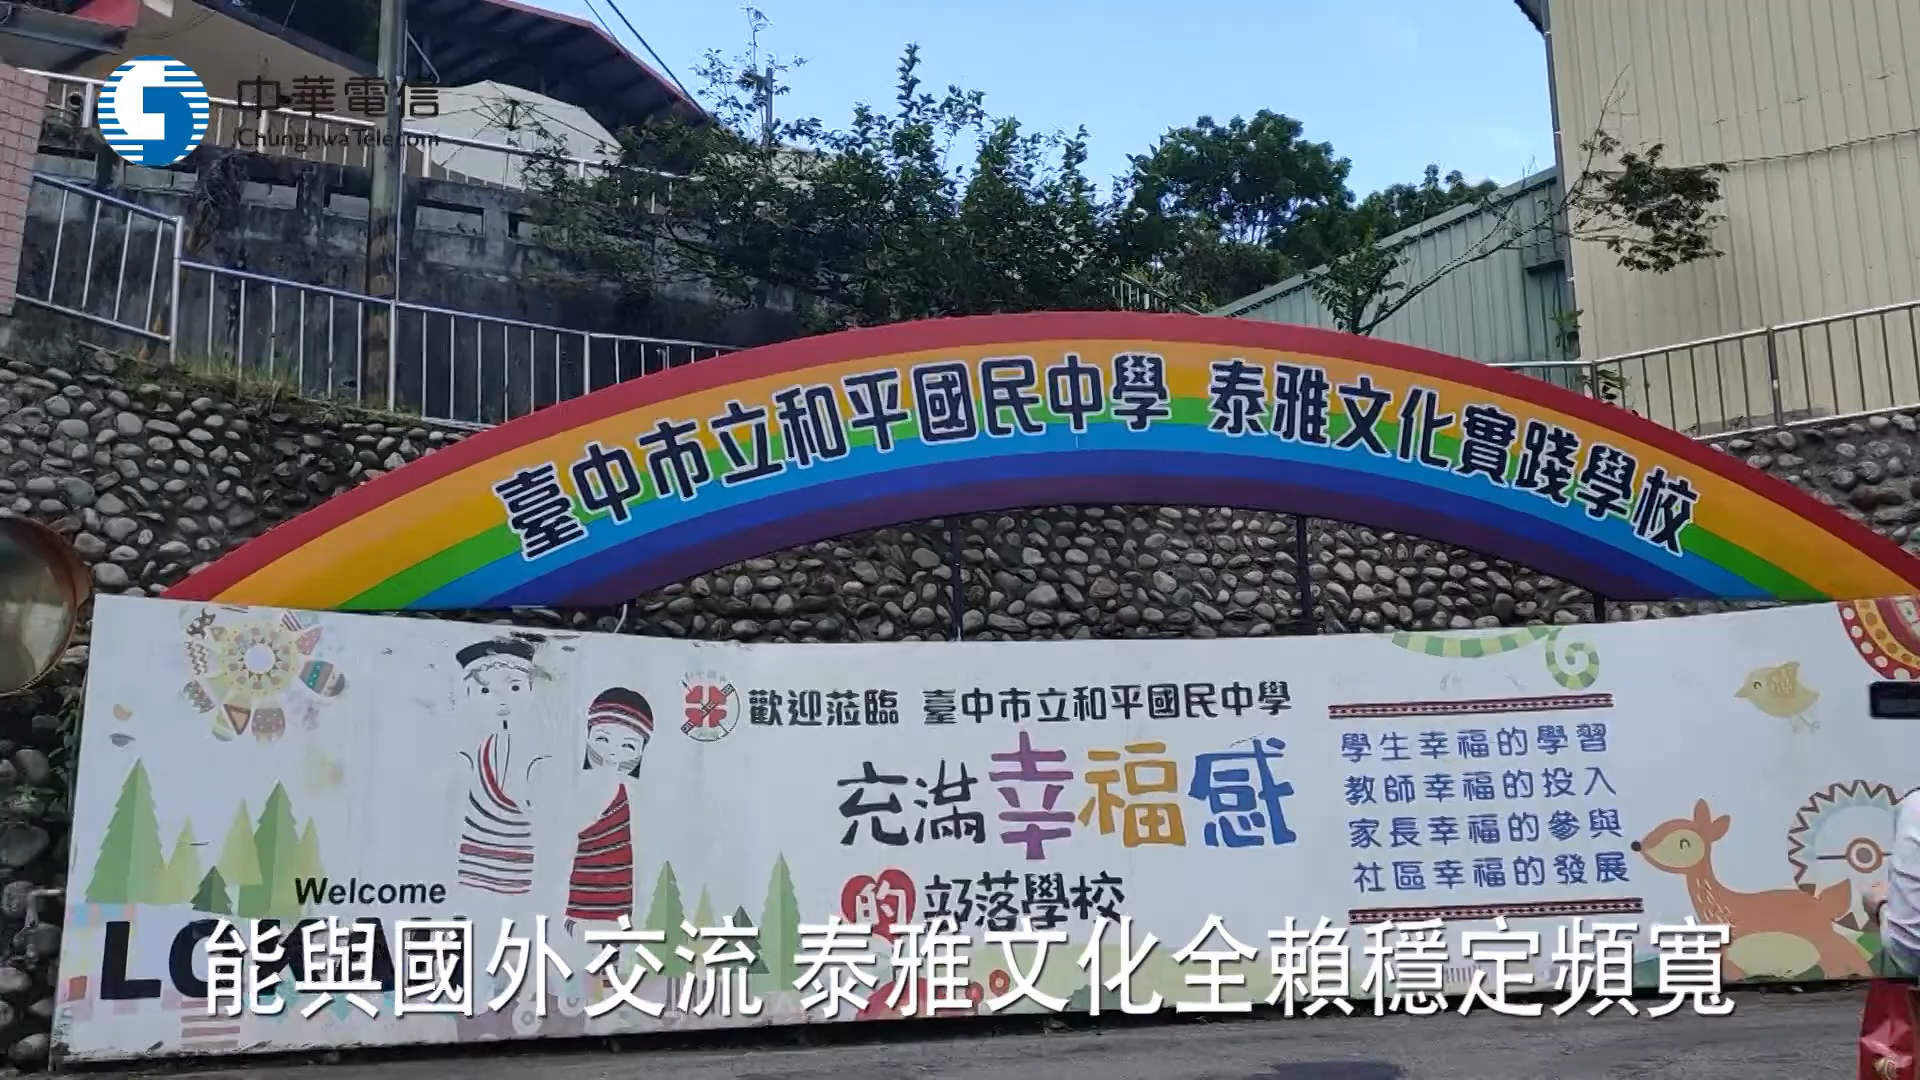 中華電信
Chunghwa Telecom
臺中市立和平國民中學 泰雅文化實踐學校
歡迎蒞臨 臺中市立和平國民中學
充滿幸福感
的部落學校
學生幸福的學習
教師幸福的投入
家長幸福的參與
社區幸福的發展
Welcome
能與國外交流 泰雅文化全賴穩定頻寬